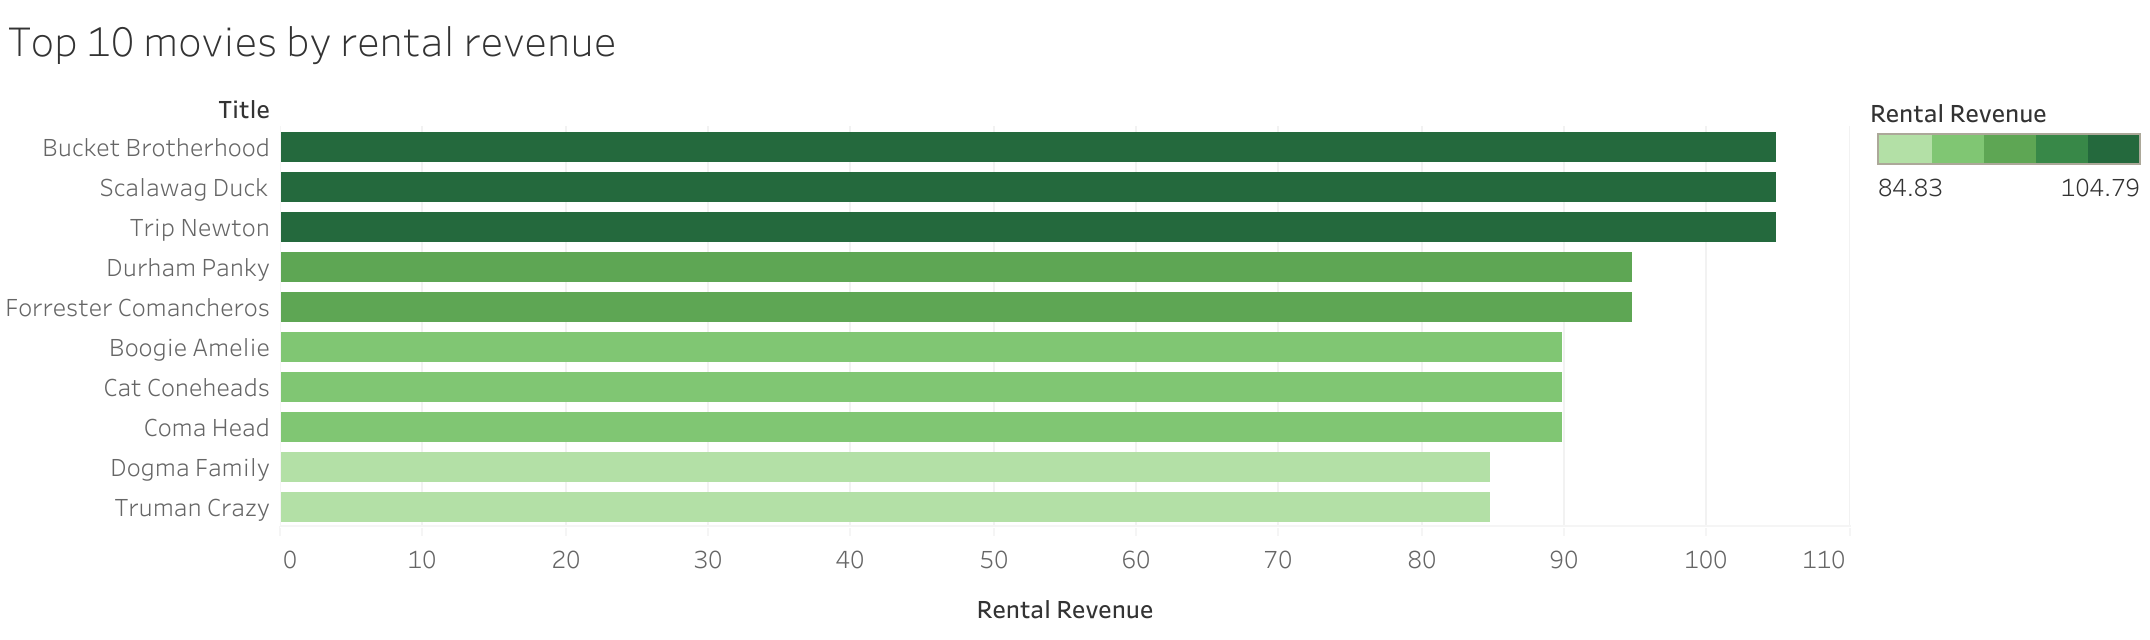 Top 10 movies by rental revenue
Title
Rental Revenue
Bucket Brotherhood
Scalawag Duck
84.83 104.79
Trip Newton
Durham Panky
Forrester Comancheros
Boogie Amelie
Cat Coneheads
Coma Head
Dogma Family
Truman Crazy
0 10 20 30 40 50 60 70 80 90 100 110
Rental Revenue